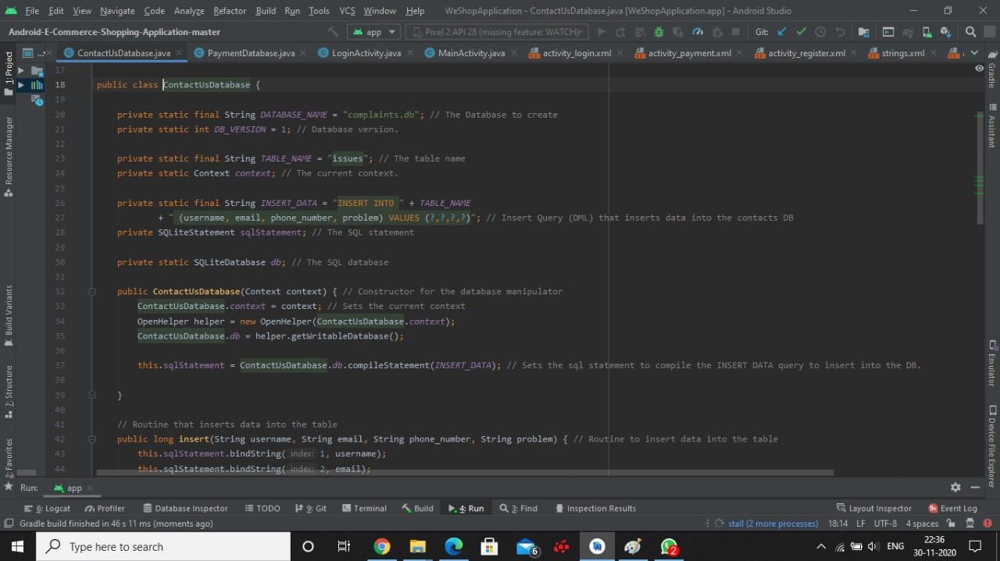 File Edit View Navigate Code Analyze Refactor Build Run Tools VCS Window Help WeShopApplication - ContactUsDatabase.java [WeShopApplication.app] - Android Studio
Android-E-Commerce-Shopping-Application-master app Pixel 2 API 28 (missing feature: WATCH) Git:
... ContactUsDatabase.java PaymentDatabase.java LoginActivity.java MainActivity.java activity_login.xml activity_payment.xml activity_register.xml strings.xml
1: Project
Resource Manager
Build Variants
7: Structure
2: Favorites
17
18 public class ContactUsDatabase {
19
20 private static final String DATABASE_NAME = "complaints.db"; // The Database to create
21 private static int DB_VERSION = 1; // Database version.
22
23 private static final String TABLE_NAME = "issues"; // The table name
24 private static Context context; // The current context.
25
26 private static final String INSERT_DATA = "INSERT INTO " + TABLE_NAME
27 + " (username, email, phone_number, problem) VALUES (?,?,?,?)"; // Insert Query (DML) that inserts data into the contacts DB
28 private SQLiteStatement sqlStatement; // The SQL statement
29
30 private static SQLiteDatabase db; // The SQL database
31
32 public ContactUsDatabase(Context context) { // Constructor for the database manipulator
33 ContactUsDatabase.context = context; // Sets the current context
34 OpenHelper helper = new OpenHelper(ContactUsDatabase.context);
35 ContactUsDatabase.db = helper.getWritableDatabase();
36
37 this.sqlStatement = ContactUsDatabase.db.compileStatement(INSERT_DATA); // Sets the sql statement to compile the INSERT DATA query to insert into the DB.
38
39 }
40
41 // Routine that inserts data into the table
42 public long insert(String username, String email, String phone_number, String problem) { // Routine to insert data into the table
43 this.sqlStatement.bindString( index: 1, username);
44 this.sqlStatement.bindString( index: 2, email);
Gradle
Assistant
Emulator
Device File Explorer
Run: app
6: Logcat Profiler Database Inspector TODO 9: Git Terminal Build 4: Run 3: Find Inspection Results Layout Inspector 9+ Event Log
Gradle build finished in 46 s 11 ms (moments ago) stall (2 more processes) 18:14 LF UTF-8 4 spaces
Type here to search 6 2 ENG 22:36
30-11-2020